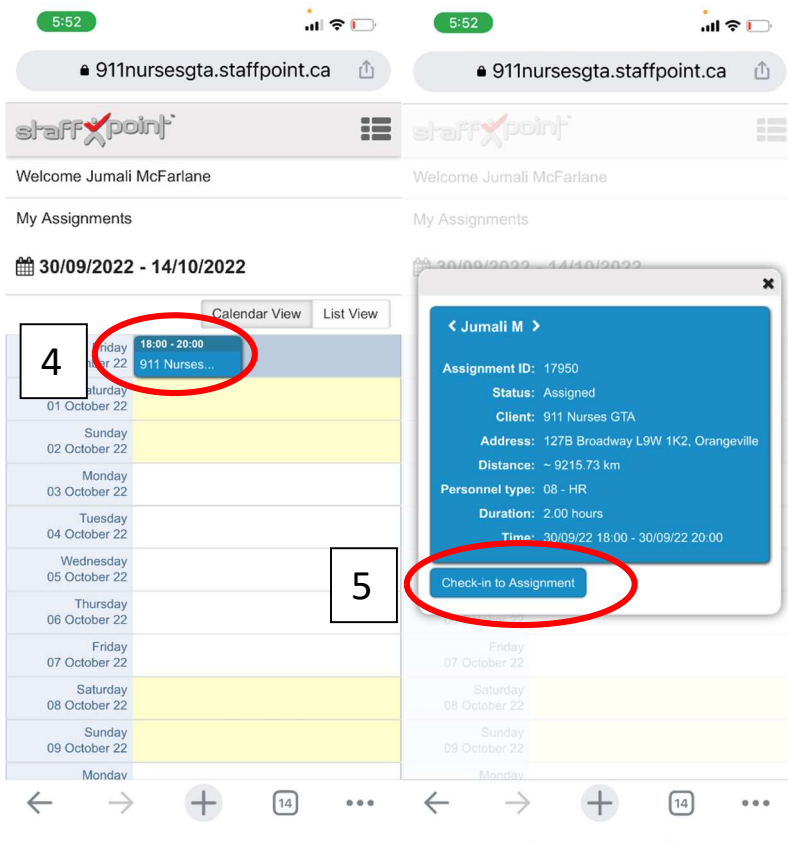 5:52
911nursesgta.staffpoint.ca
staffpoint
Welcome Jumali McFarlane
My Assignments
30/09/2022 - 14/10/2022
Calendar View List View
4
Friday
ber 22
18:00 - 20:00
911 Nurses...
aturday
01 October 22
Sunday
02 October 22
Monday
03 October 22
Tuesday
04 October 22
Wednesday
05 October 22
Thursday
06 October 22
Friday
07 October 22
Saturday
08 October 22
Sunday
09 October 22
Monday
14
5:52
911nursesgta.staffpoint.ca
staffpoint
Welcome Jumali McFarlane
My Assignments
30/09/2022 - 14/10/2022
Jumali M
Assignment ID: 17950
Status: Assigned
Client: 911 Nurses GTA
Address: 127B Broadway L9W 1K2, Orangeville
Distance: ~ 9215.73 km
Personnel type: 08 - HR
Duration: 2.00 hours
Time: 30/09/22 18:00 - 30/09/22 20:00
5
Check-in to Assignment
Friday
07 October 22
Saturday
08 October 22
Sunday
09 October 22
Monday
14